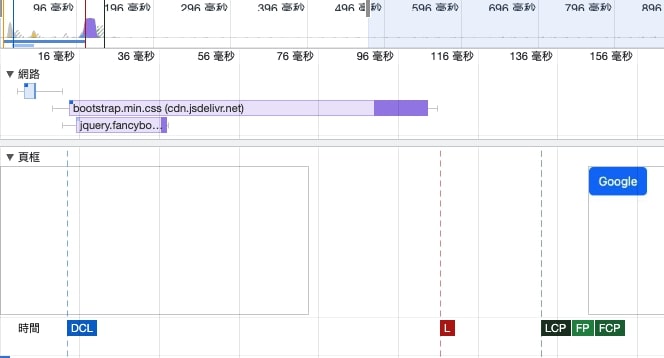 96 毫秒 196 毫秒 296 毫秒 396 毫秒 496 毫秒 596 毫秒 696 毫秒 796 毫秒 896
16 毫秒 36 毫秒 56 毫秒 76 毫秒 96 毫秒 116 毫秒 136 毫秒 156 毫秒
▼ 網路
bootstrap.min.css (cdn.jsdelivr.net)
jquery.fancybo...
▼ 頁框
Google
時間 DCL L LCP FP FCP